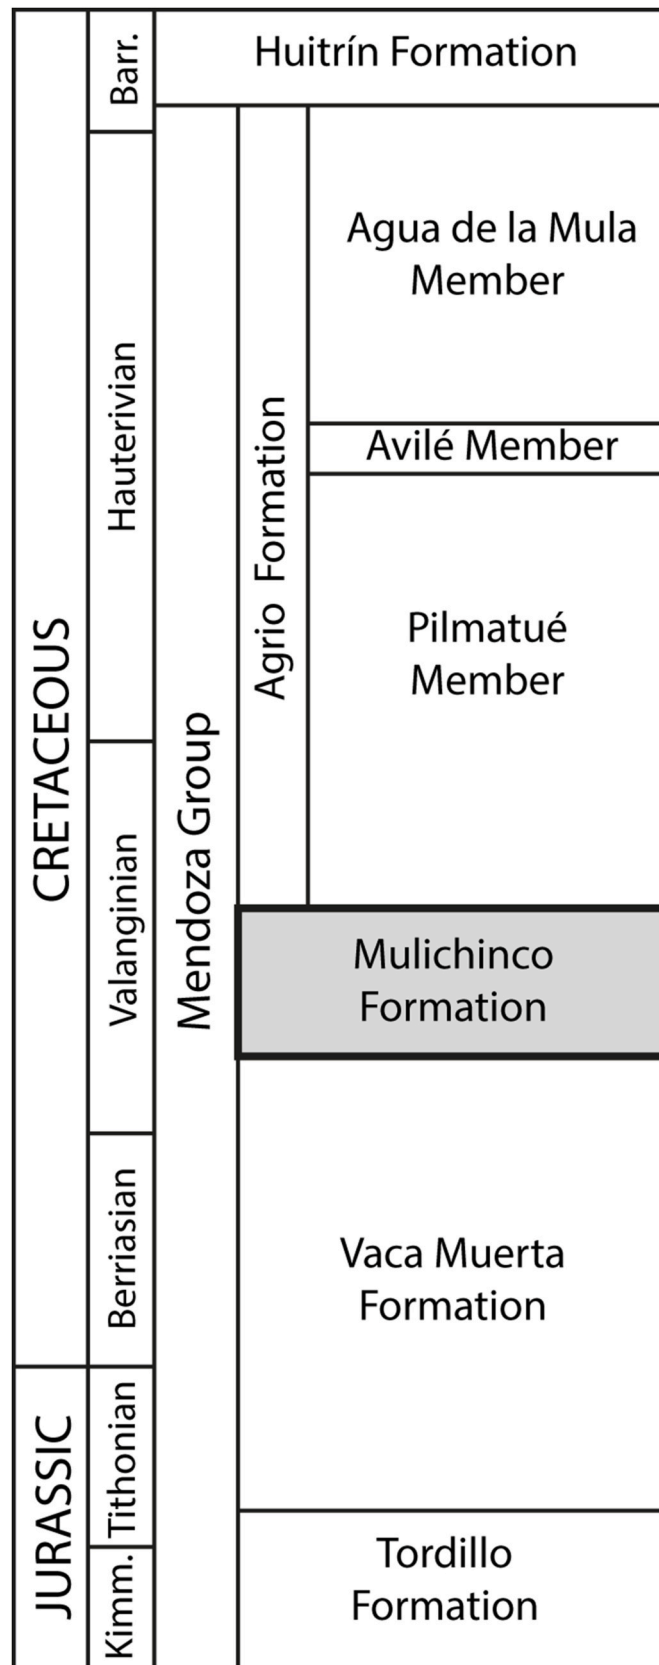 CRETACEOUS
JURASSIC
Barr.
Hauterivian
Valanginian
Berriasian
Tithonian
Kimm.
Mendoza Group
Huitrín Formation
Agrio Formation
Agua de la Mula
Member
Avilé Member
Pilmatué
Member
Mulichinco
Formation
Vaca Muerta
Formation
Tordillo
Formation